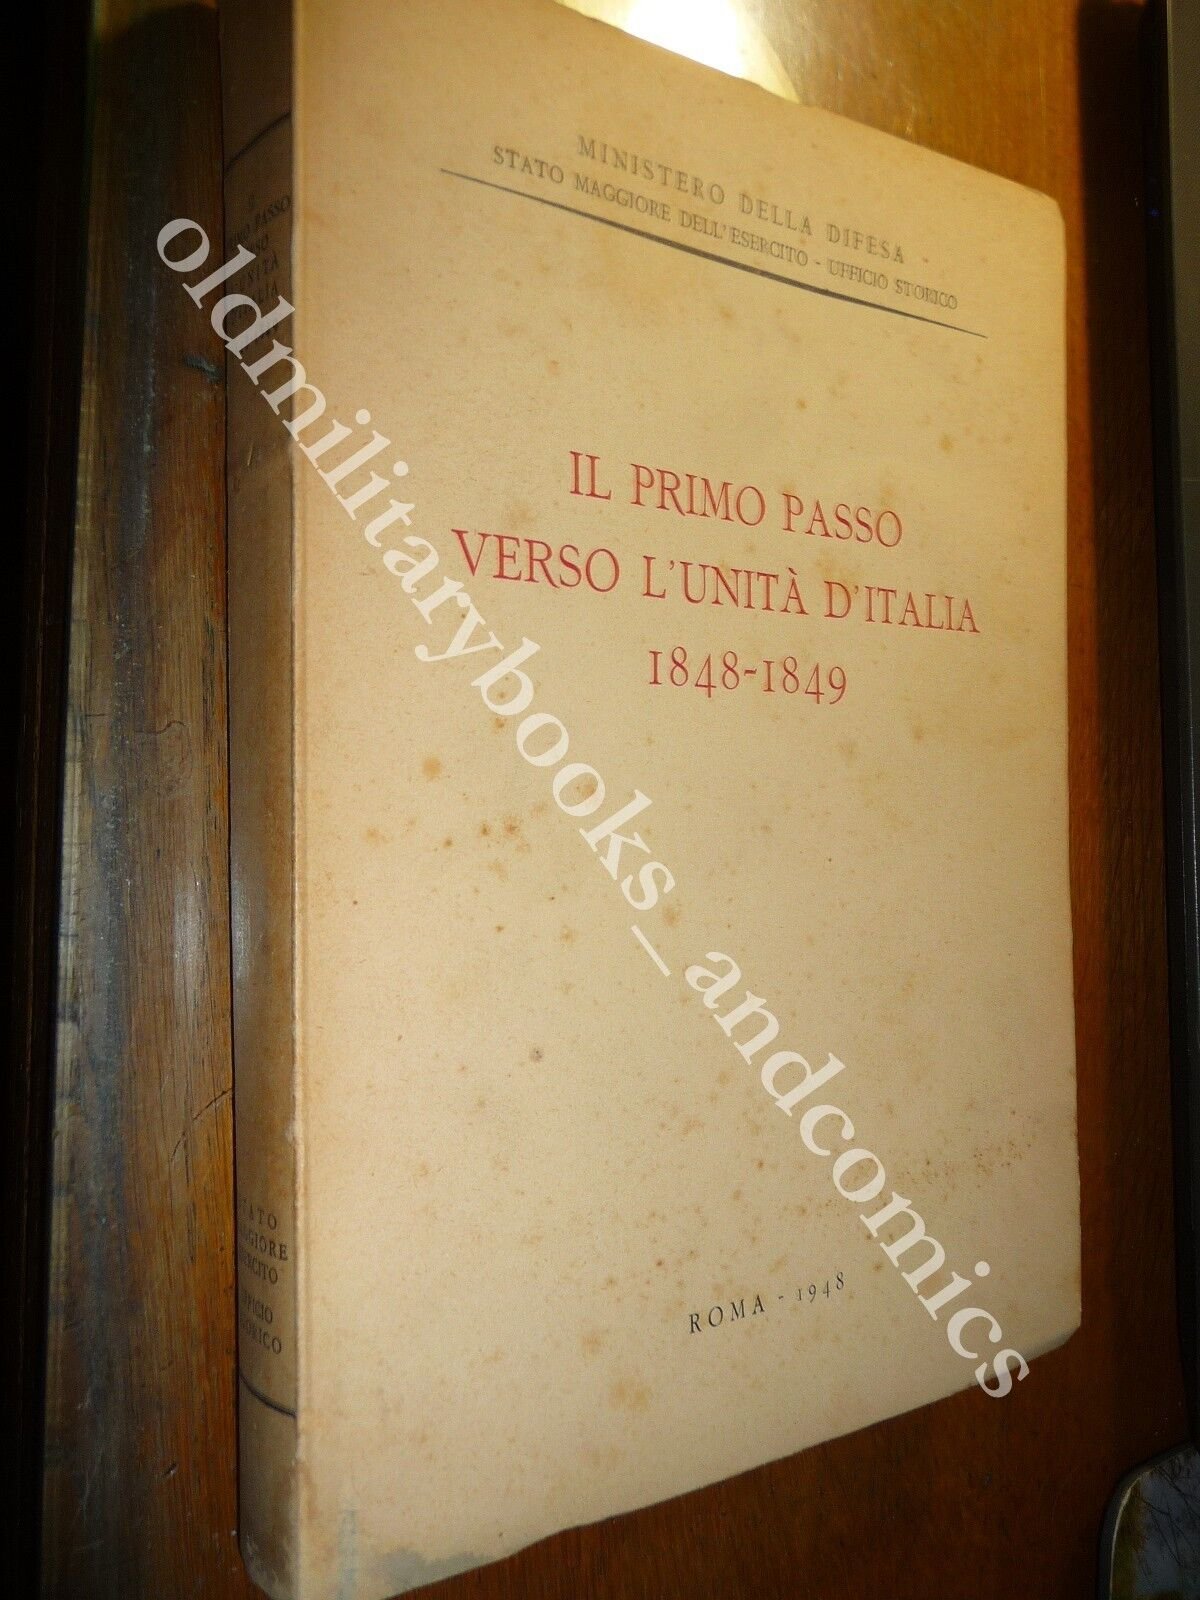 MINISTERO DELLA DIFESA
STATO MAGGIORE DELL'ESERCITO - UFFICIO STORICO
IL PRIMO PASSO
VERSO L'UNITÀ D'ITALIA
1848-1849
ROMA - 1948
PASSO
oldmilitarybooks_andcomics